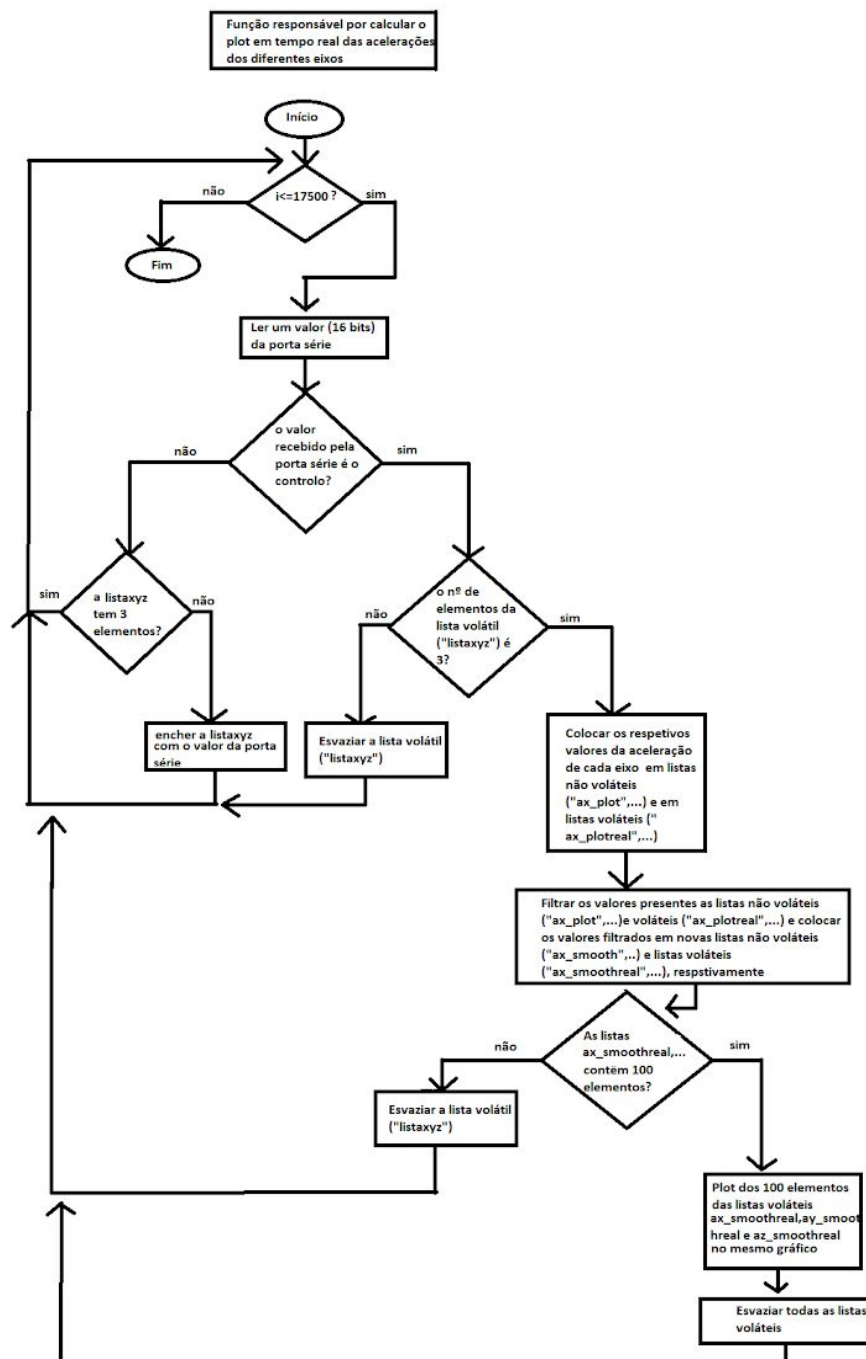 Função responsável por calcular o
plot em tempo real das acelerações
dos diferentes eixos
Início
i<=17500 ?
não
sim
Fim
Ler um valor (16 bits)
da porta série
o valor
recebido pela
porta série é o
controlo?
não
sim
a listaxyz
tem 3
elementos?
sim
não
o nº de
elementos da
lista volátil
("listaxyz") é
3?
não
sim
encher a listaxyz
com o valor da porta
série
Esvaziar a lista volátil
("listaxyz")
Colocar os respetivos
valores da aceleração
de cada eixo em listas
não voláteis
("ax_plot",...) e em
listas voláteis ("
ax_plotreal",...)
Filtrar os valores presentes as listas não voláteis
("ax_plot",...)e voláteis ("ax_plotreal",...) e colocar
os valores filtrados em novas listas não voláteis
("ax_smooth",..) e listas voláteis
("ax_smoothreal",...), respstivamente
As listas
ax_smoothreal,...
contêm 100
elementos?
não
sim
Esvaziar a lista volátil
("listaxyz")
Plot dos 100 elementos
das listas voláteis
ax_smoothreal,ay_smoot
hreal e az_smoothreal
no mesmo gráfico
Esvaziar todas as listas
voláteis